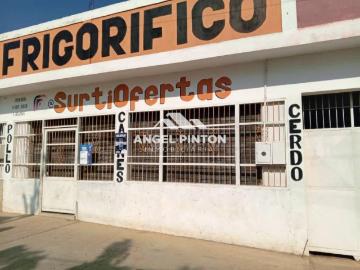 FRIGORIFICO
SurtiOfertas
POLLO
CARNES
CERDO
ANGEL PINTON